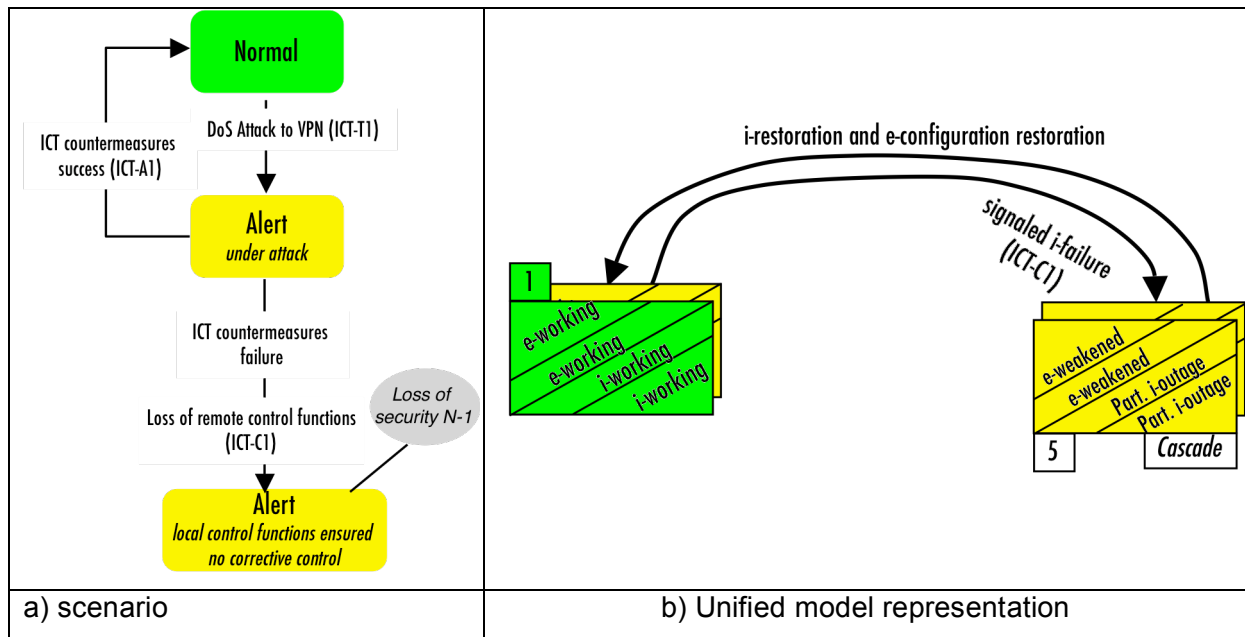 Normal
DoS Attack to VPN (ICT-T1)
ICT countermeasures
success (ICT-A1)
Alert
under attack
ICT countermeasures
failure
Loss of remote control functions
(ICT-C1)
Loss of
security N-1
Alert
local control functions ensured
no corrective control
a) scenario
i-restoration and e-configuration restoration
signaled i-failure
(ICT-C1)
1
e-working
e-working
i-working
i-working
e-weakened
e-weakened
Part. i-outage
Part. i-outage
5
Cascade
b) Unified model representation